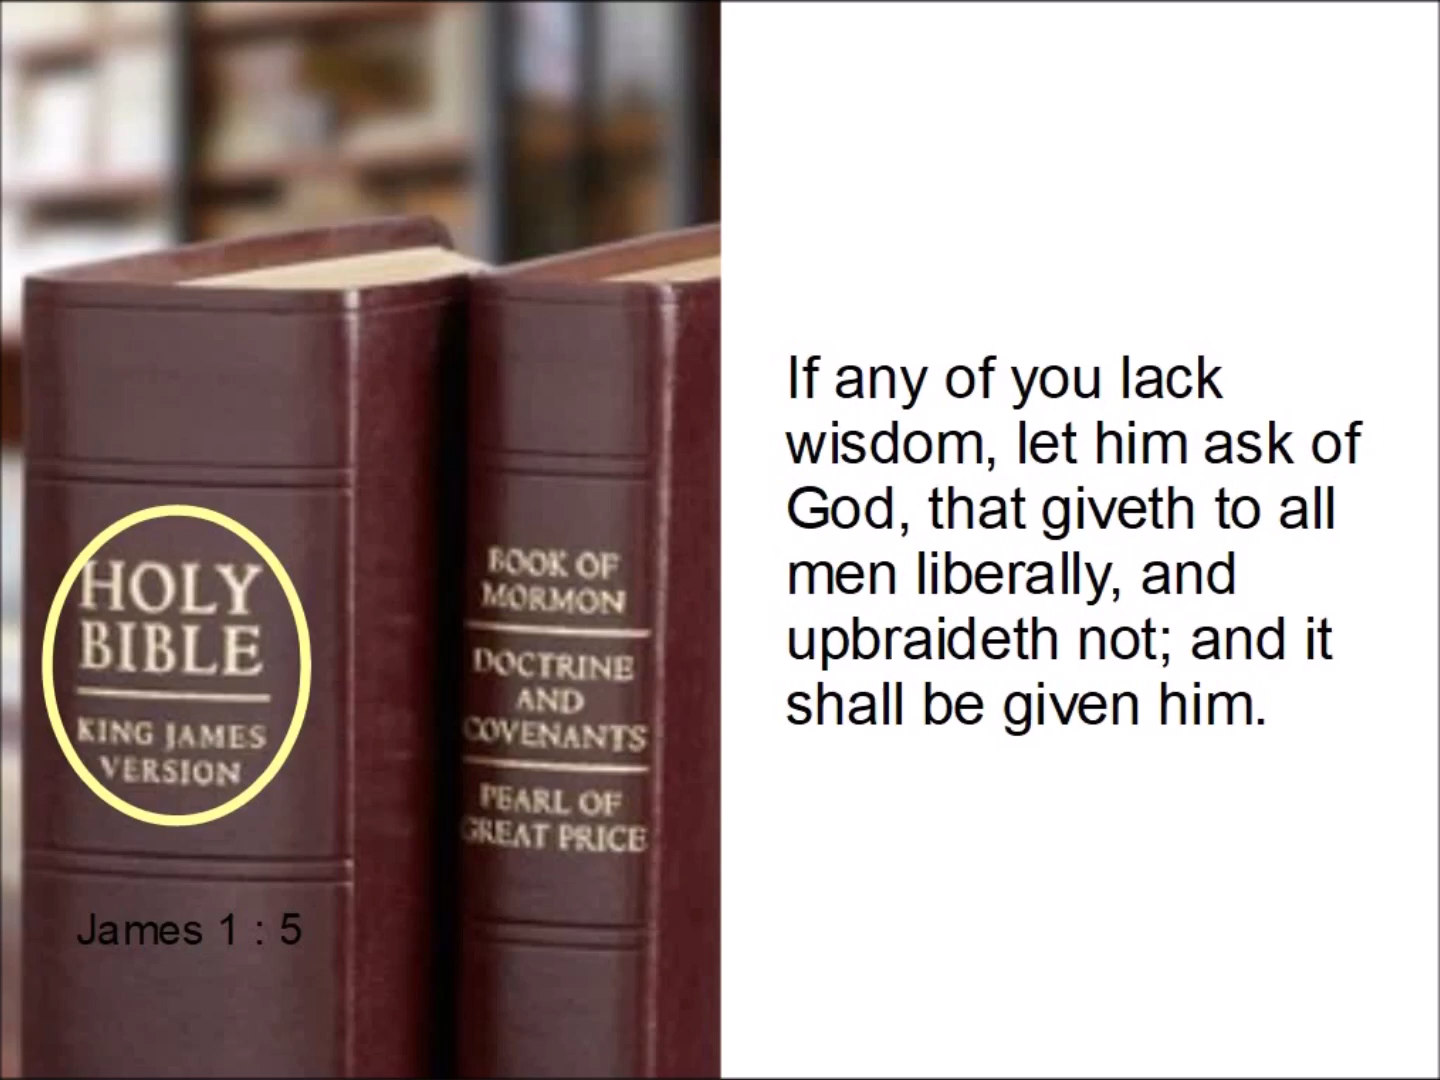 HOLY
BIBLE
KING JAMES
VERSION
James 1 : 5
BOOK OF
MORMON
DOCTRINE
AND
COVENANTS
PEARL OF
GREAT PRICE
If any of you lack
wisdom, let him ask of
God, that giveth to all
men liberally, and
upbraideth not; and it
shall be given him.